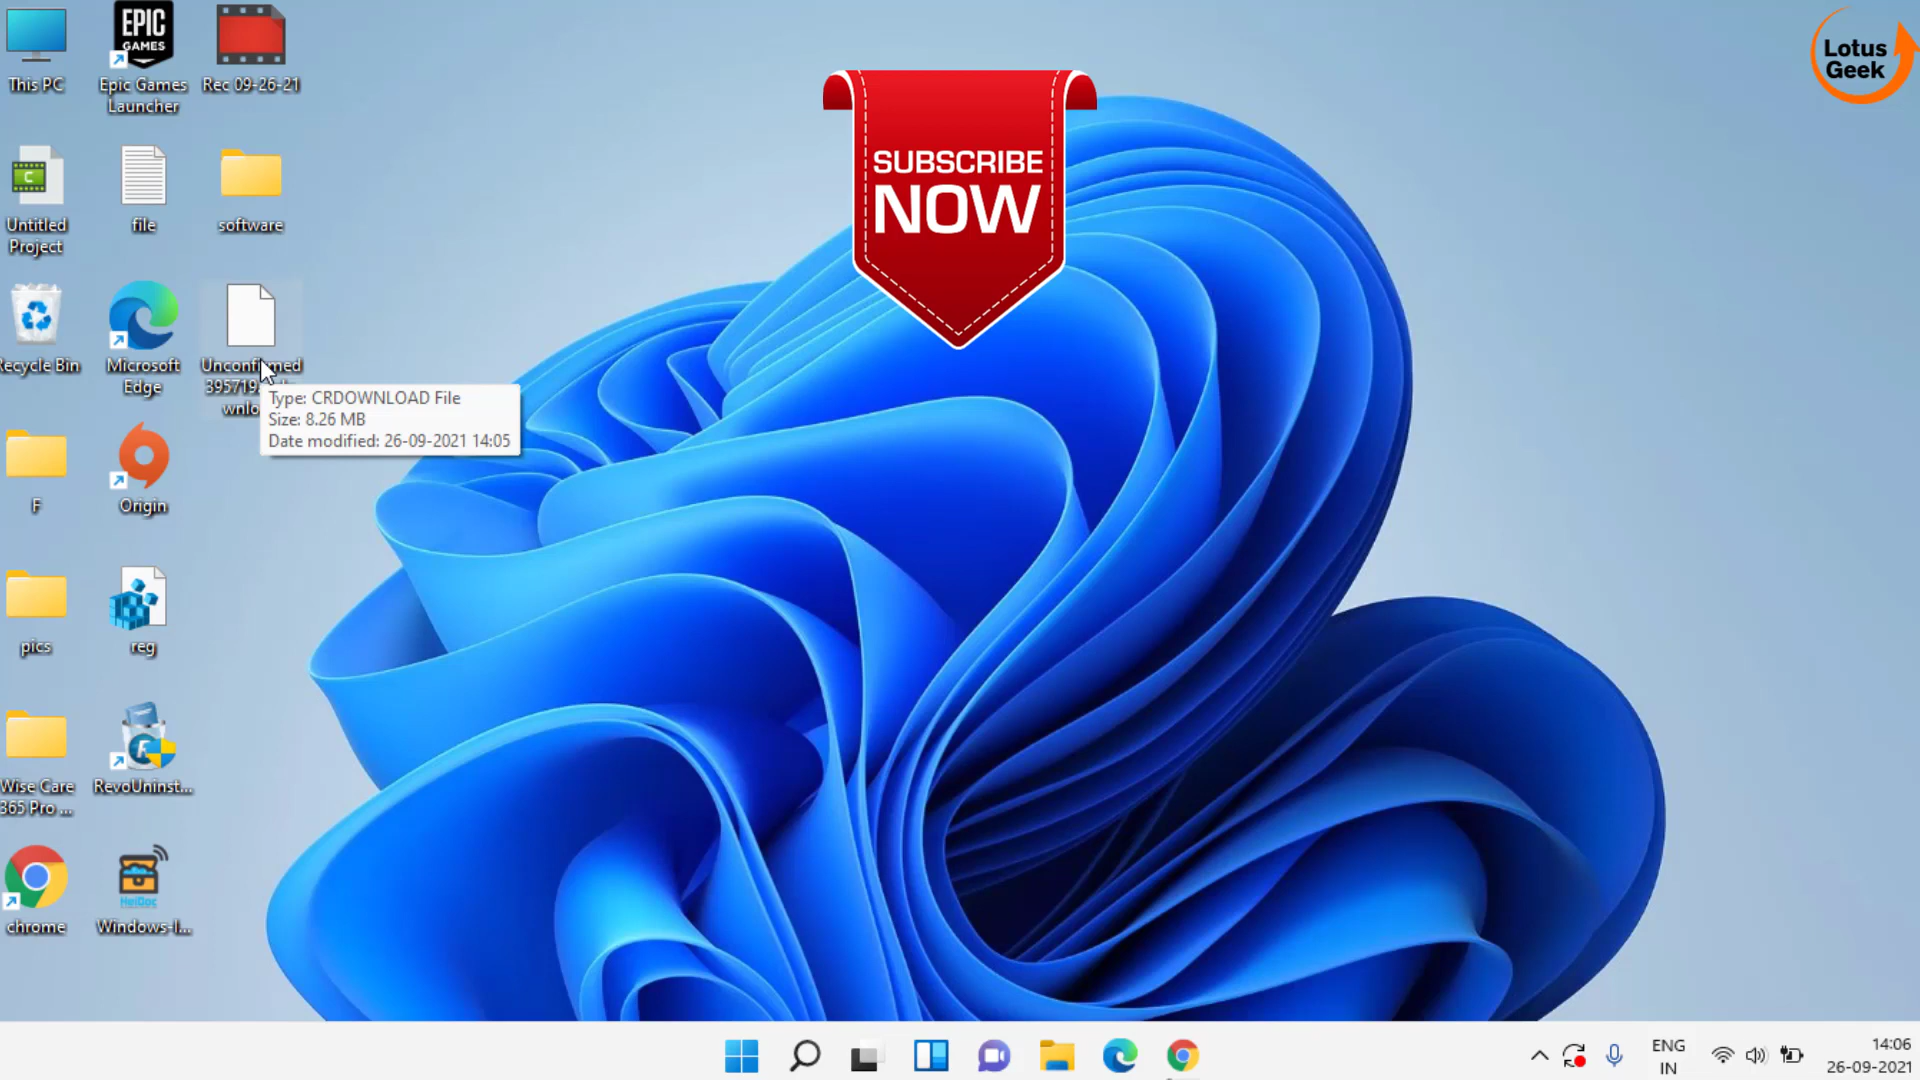 This PC
EPIC
GAMES
Epic Games
Launcher
Rec 09-26-21
SUBSCRIBE
NOW
Lotus
Geek
C
Untitled
Project
file
software
Recycle Bin
Microsoft
Edge
Unconfirmed
Type: CRDOWNLOAD File
Size: 8.26 MB
Date modified: 26-09-2021 14:05
F
Origin
pics
reg
Wise Care
365 Pro ...
RevoUninst...
HeiDoc
chrome
Windows-I...
ENG
IN
14:06
26-09-2021